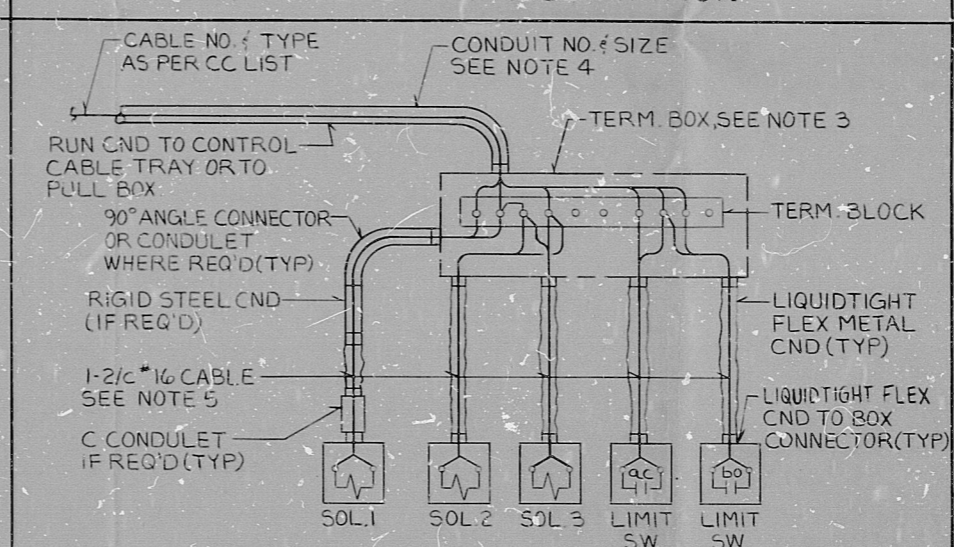 CABLE NO. & TYPE
AS PER CC LIST
CONDUIT NO. & SIZE
SEE NOTE 4
TERM. BOX, SEE NOTE 3
RUN CND TO CONTROL
CABLE TRAY OR TO
PULL BOX
90° ANGLE CONNECTOR
OR CONDULET
WHERE REQ'D (TYP)
TERM. BLOCK
RIGID STEEL CND
(IF REQ'D)
LIQUIDTIGHT
FLEX METAL
CND (TYP)
1-2/C #16 CABLE
SEE NOTE 5
LIQUIDTIGHT FLEX
CND TO BOX
CONNECTOR (TYP)
C CONDULET
IF REQ'D (TYP)
ac
bo
SOL. 1
SOL. 2
SOL. 3
LIMIT
SW
LIMIT
SW